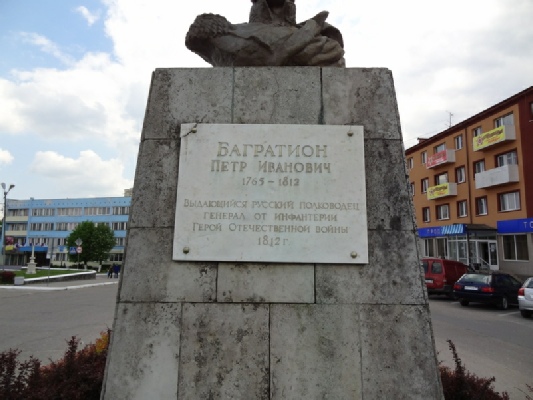 БАГРАТИОН
ПЕТР ИВАНОВИЧ
1765-1812
ВЫДАЮЩИЙСЯ РУССКИЙ ПОЛКОВОДЕЦ
ГЕНЕРАЛ ОТ ИНФАНТЕРИИ
ГЕРОЙ ОТЕЧЕСТВЕННОЙ ВОЙНЫ
1812 г.